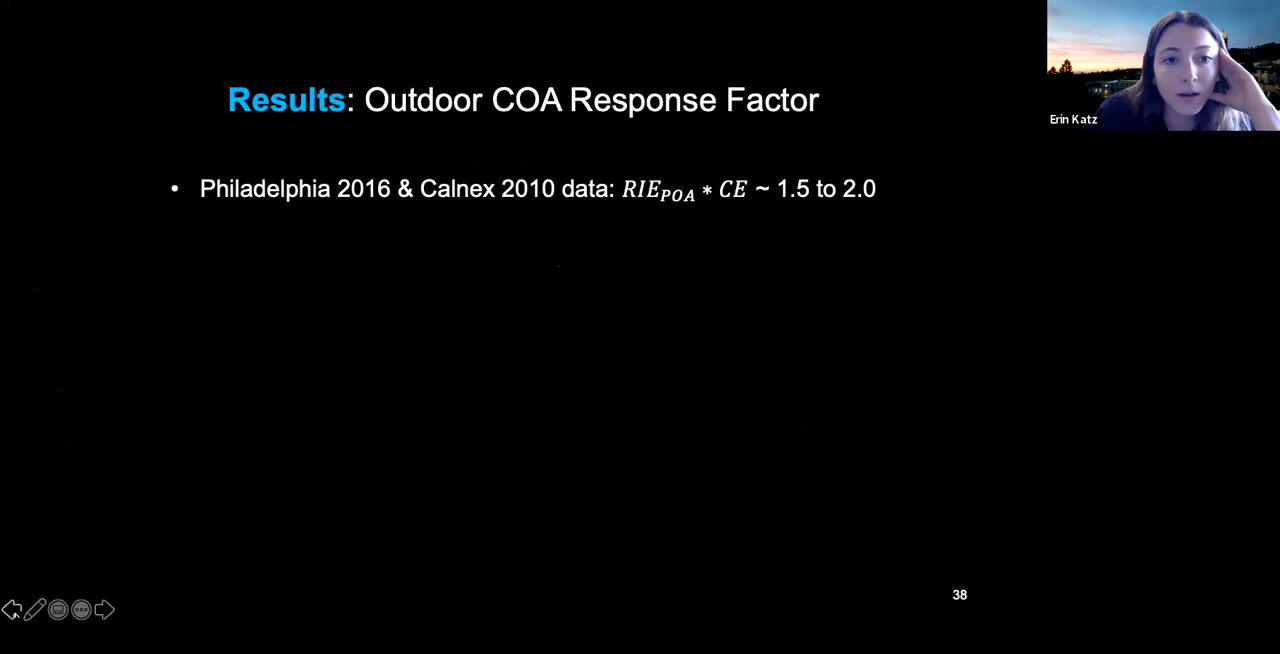 Results: Outdoor COA Response Factor
Erin Katz
• Philadelphia 2016 & Calnex 2010 data: RIE_POA * CE ~ 1.5 to 2.0
38